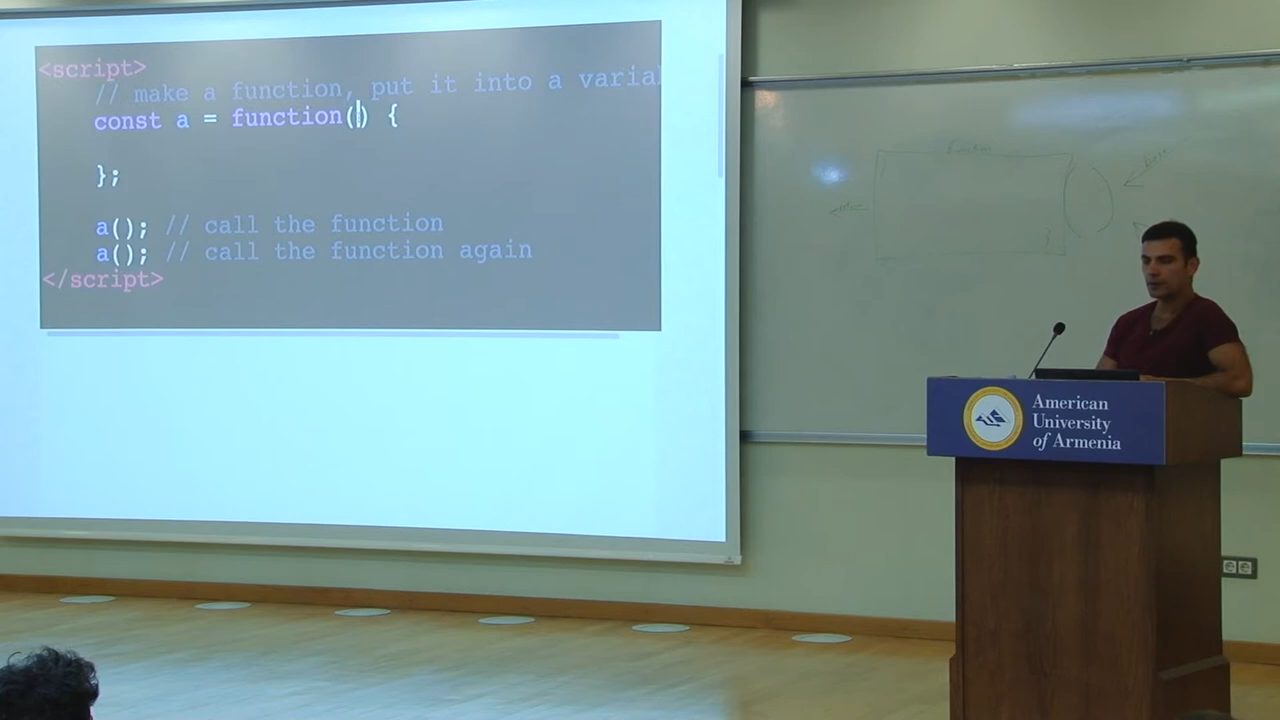 <script>
// make a function, put it into a varia
const a = function() {
};
a(); // call the function
a(); // call the function again
</script>
function
American
University
of Armenia